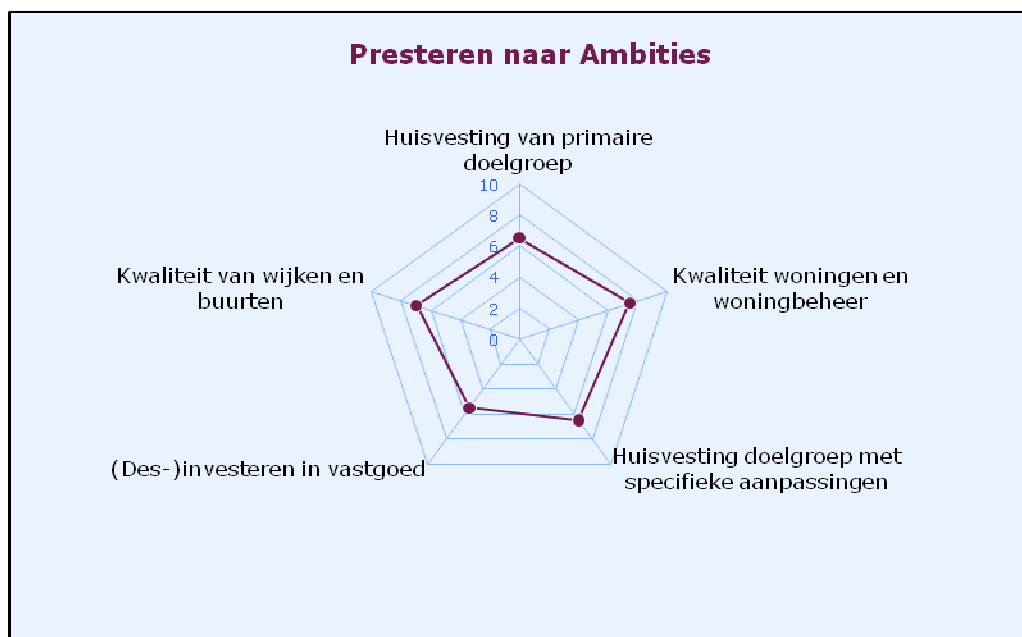 Presteren naar Ambities
Huisvesting van primaire
doelgroep
10
8
6
4
2
0
Kwaliteit van wijken en
buurten
Kwaliteit woningen en
woningbeheer
(Des-)investeren in vastgoed
Huisvesting doelgroep met
specifieke aanpassingen